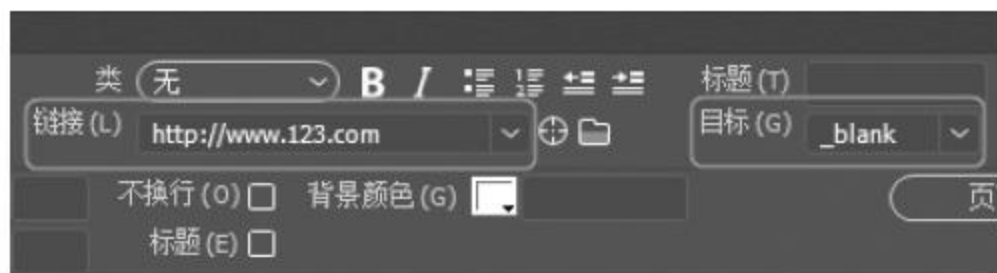 类 无 B I 标题(T)
链接(L) http://www.123.com 目标(G) _blank
不换行(O) 背景颜色(G) 页
标题(E)